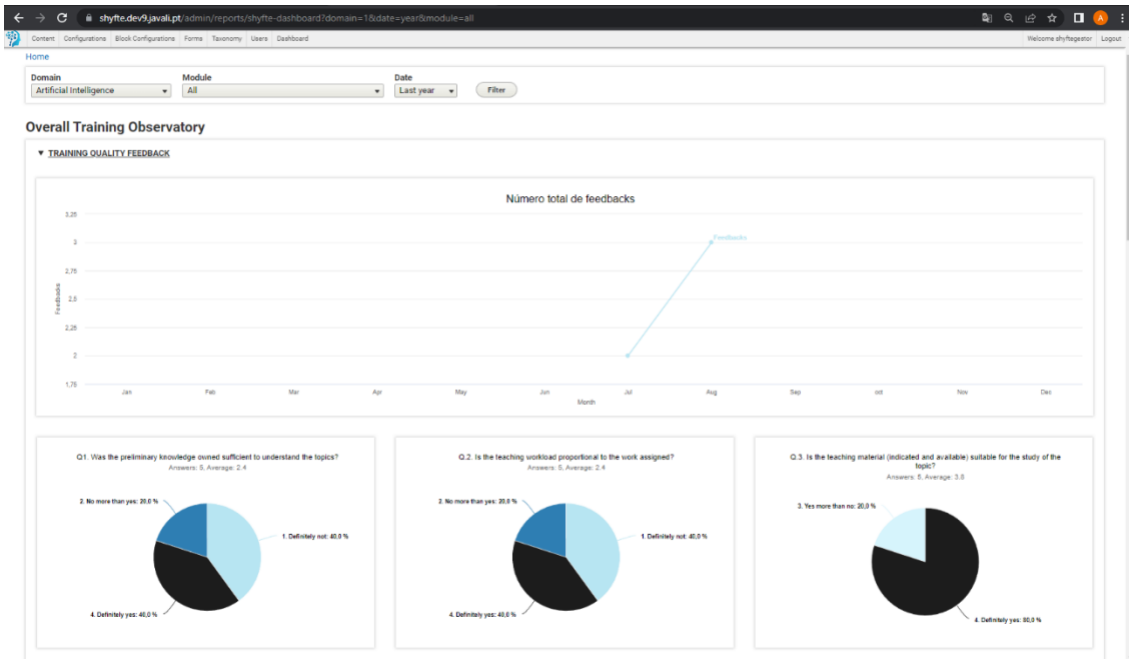 shyfte.dev9.javali.pt/admin/reports/shyfte-dashboard?domain=1&date=year&module=all
Content Configurations Block Configurations Forms Taxonomy Users Dashboard Welcome shyftegestor Logout
Home
Domain Module Date
Artificial Intelligence All Last year Filter
Overall Training Observatory
▼ TRAINING QUALITY FEEDBACK
Número total de feedbacks
3,25
Feedbacks
3
2,75
2,5
Feedbacks
2,25
2
1,75
Jan Feb Mar Apr May Jun Jul Aug Sep oct Nov Dec
Month
Q1. Was the preliminary knowledge owned sufficient to understand the topics?
Answers: 5, Average: 2.4
2. No more than yes: 20,0 %
1. Definitely not: 40,0 %
4. Definitely yes: 40,0 %
Q.2. Is the teaching workload proportional to the work assigned?
Answers: 5, Average: 2.4
2. No more than yes: 20,0 %
1. Definitely not: 40,0 %
4. Definitely yes: 40,0 %
Q.3. Is the teaching material (indicated and available) suitable for the study of the
topic?
Answers: 5, Average: 3.8
3. Yes more than no: 20,0 %
4. Definitely yes: 80,0 %